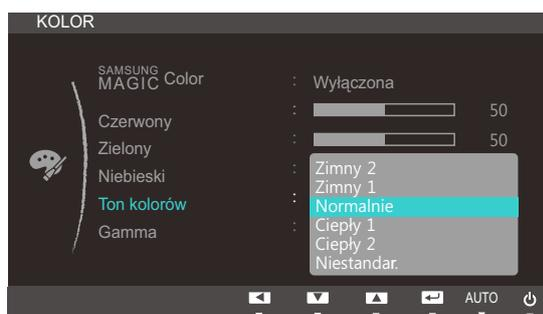 KOLOR
SAMSUNG
MAGIC Color : Wyłączona
Czerwony : 50
Zielony : 50
Niebieski :
Ton kolorów :
Gamma :
Zimny 2
Zimny 1
Normalnie
Ciepły 1
Ciepły 2
Niestandar.
AUTO